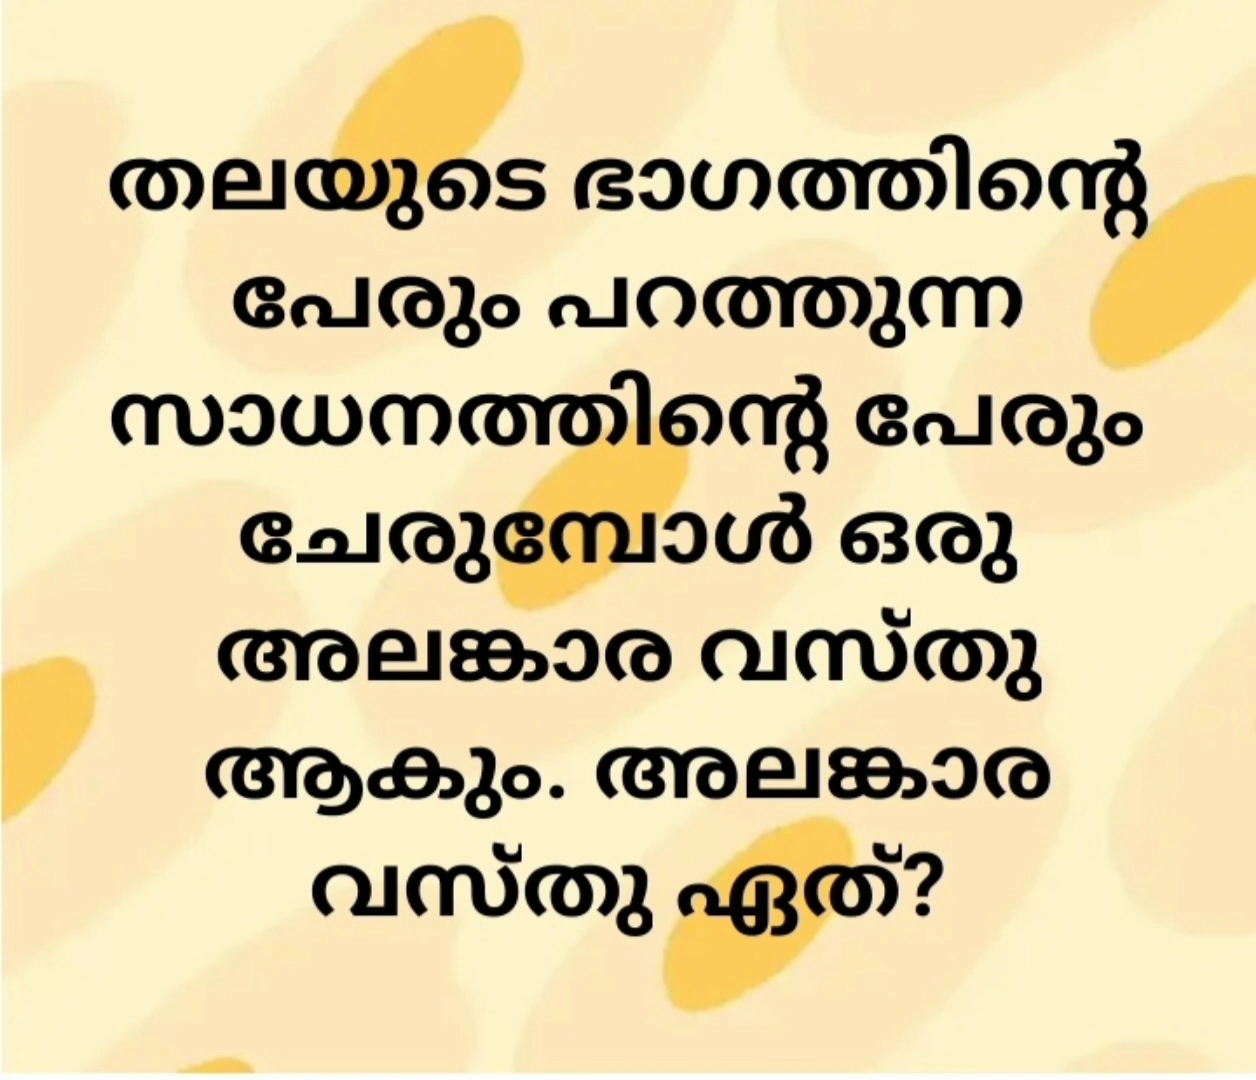 തലയുടെ ഭാഗത്തിന്റെ
പേരും പറത്തുന്ന
സാധനത്തിന്റെ പേരും
ചേരുമ്പോൾ ഒരു
അലങ്കാര വസ്തു
ആകും. അലങ്കാര
വസ്തു ഏത്?